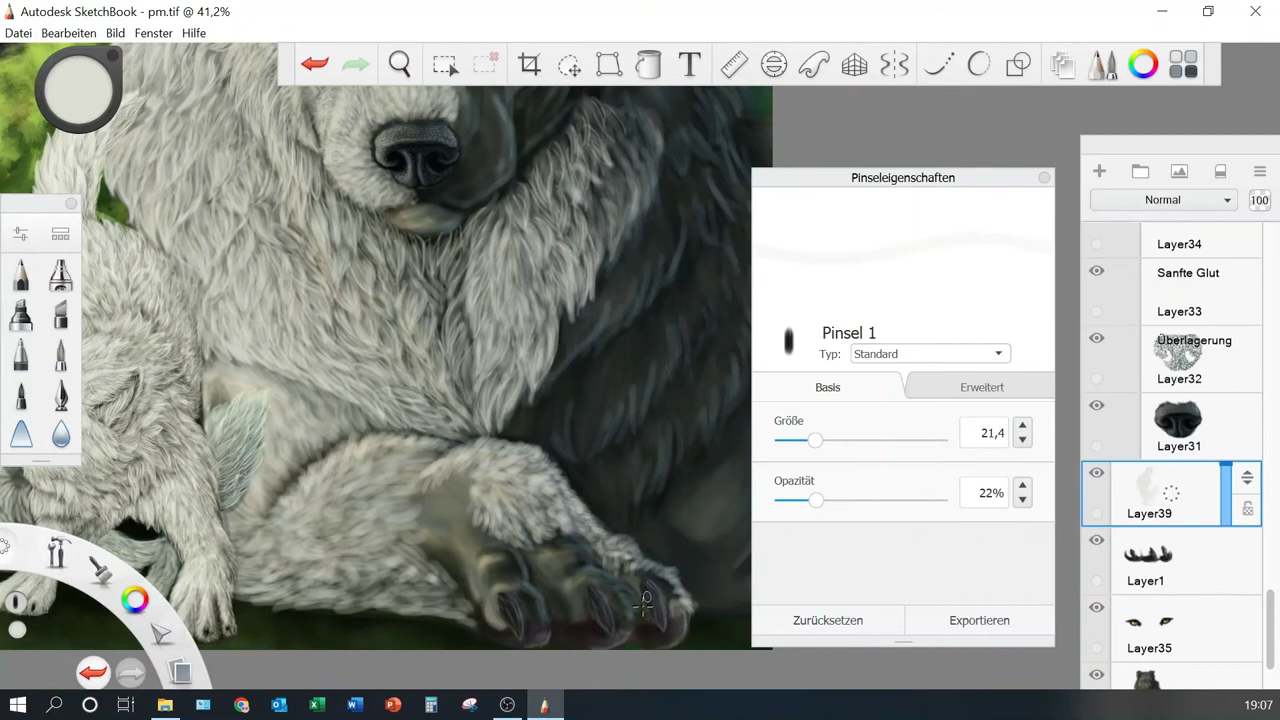 Autodesk SketchBook - pm.tif @ 41,2%
Datei Bearbeiten Bild Fenster Hilfe
T
Pinseleigenschaften
Pinsel 1
Typ: Standard
Basis Erweitert
Größe
21,4
Opazität
22%
Zurücksetzen Exportieren
Normal 100
Layer34
Sanfte Glut
Layer33
Überlagerung
Layer32
Layer31
Layer39
Layer1
Layer35
19:07